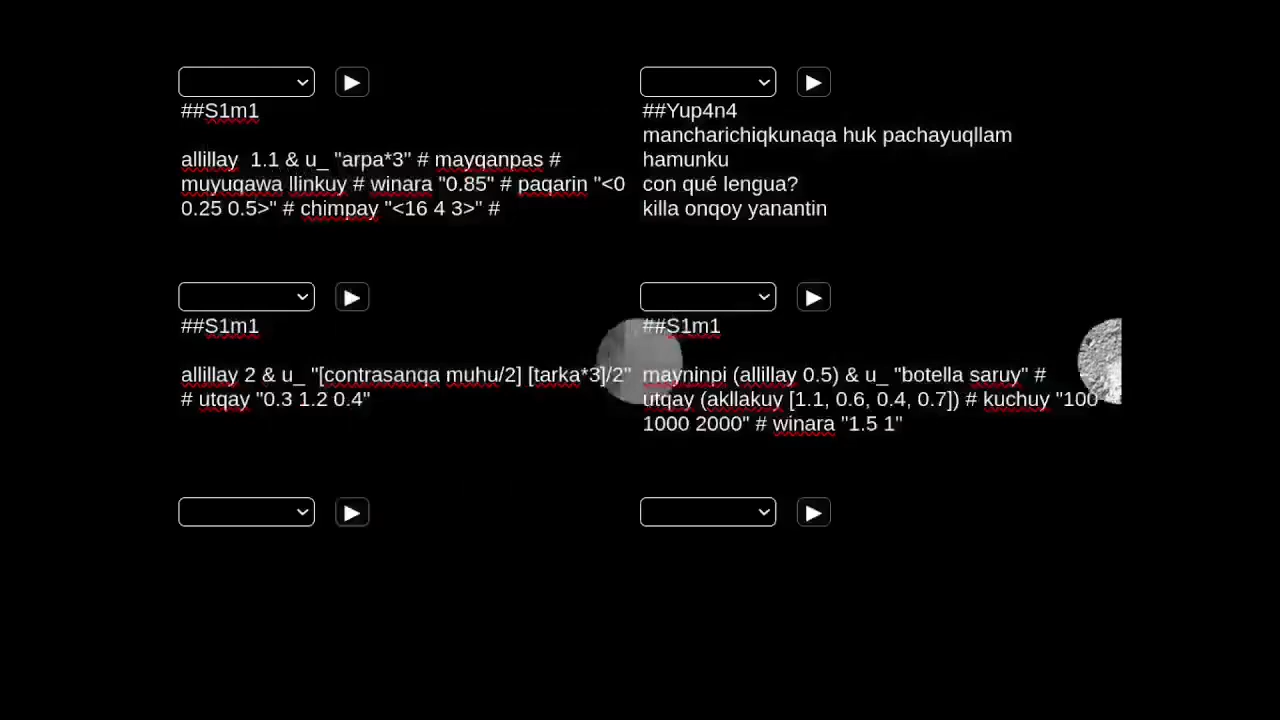 ##S1m1
allillay  1.1 & u_ "arpa*3" # mayqanpas #
muyuqawa llinkuy # winara "0.85" # paqarin "<0
0.25 0.5>" # chimpay "<16 4 3>" #
##Yup4n4
mancharichiqkunaqa huk pachayuqllam
hamunku
con qué lengua?
killa onqoy yanantin
##S1m1
allillay 2 & u_ "[contrasanqa muhu/2] [tarka*3]/2"
# utqay "0.3 1.2 0.4"
##S1m1
mayninpi (allillay 0.5) & u_ "botella saruy" #
utqay (akllakuy [1.1, 0.6, 0.4, 0.7]) # kuchuy "100
1000 2000" # winara "1.5 1"